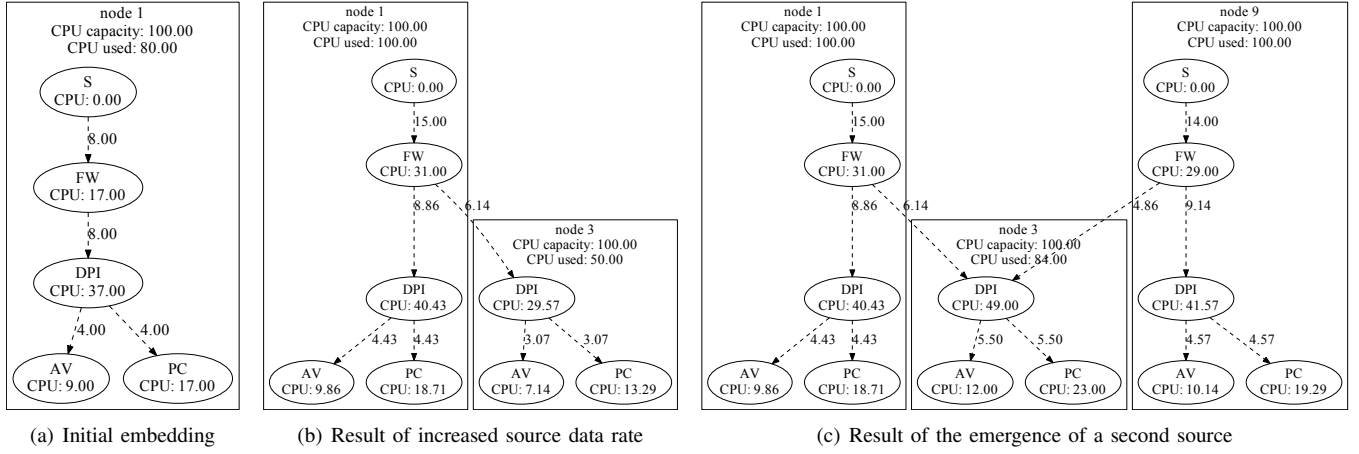 node 1
CPU capacity: 100.00
CPU used: 80.00
S
CPU: 0.00
8.00
FW
CPU: 17.00
8.00
DPI
CPU: 37.00
4.00
4.00
AV
CPU: 9.00
PC
CPU: 17.00
(a) Initial embedding
node 1
CPU capacity: 100.00
CPU used: 100.00
S
CPU: 0.00
15.00
FW
CPU: 31.00
8.86
6.14
node 3
CPU capacity: 100.00
CPU used: 50.00
DPI
CPU: 40.43
DPI
CPU: 29.57
4.43
4.43
3.07
3.07
AV
CPU: 9.86
PC
CPU: 18.71
AV
CPU: 7.14
PC
CPU: 13.29
(b) Result of increased source data rate
node 1
CPU capacity: 100.00
CPU used: 100.00
node 9
CPU capacity: 100.00
CPU used: 100.00
S
CPU: 0.00
S
CPU: 0.00
15.00
14.00
FW
CPU: 31.00
FW
CPU: 29.00
8.86
6.14
4.86
9.14
node 3
CPU capacity: 100.00
CPU used: 84.00
DPI
CPU: 40.43
DPI
CPU: 49.00
DPI
CPU: 41.57
4.43
4.43
5.50
5.50
4.57
4.57
AV
CPU: 9.86
PC
CPU: 18.71
AV
CPU: 12.00
PC
CPU: 23.00
AV
CPU: 10.14
PC
CPU: 19.29
(c) Result of the emergence of a second source